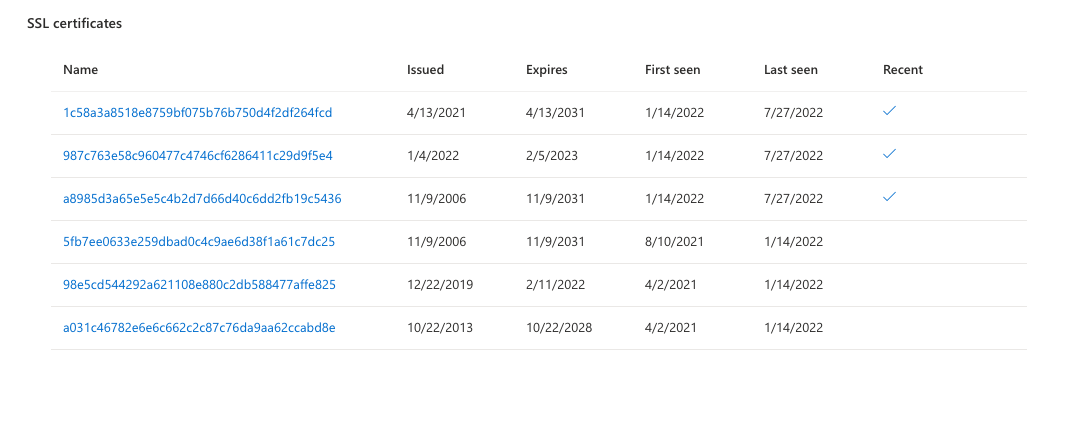 SSL certificates
Name Issued Expires First seen Last seen Recent
1c58a3a8518e8759bf075b76b750d4f2df264fcd 4/13/2021 4/13/2031 1/14/2022 7/27/2022
987c763e58c960477c4746cf6286411c29d9f5e4 1/4/2022 2/5/2023 1/14/2022 7/27/2022
a8985d3a65e5e5c4b2d7d66d40c6dd2fb19c5436 11/9/2006 11/9/2031 1/14/2022 7/27/2022
5fb7ee0633e259dbad0c4c9ae6d38f1a61c7dc25 11/9/2006 11/9/2031 8/10/2021 1/14/2022
98e5cd544292a621108e880c2db588477affe825 12/22/2019 2/11/2022 4/2/2021 1/14/2022
a031c46782e6e6c662c2c87c76da9aa62ccabd8e 10/22/2013 10/22/2028 4/2/2021 1/14/2022